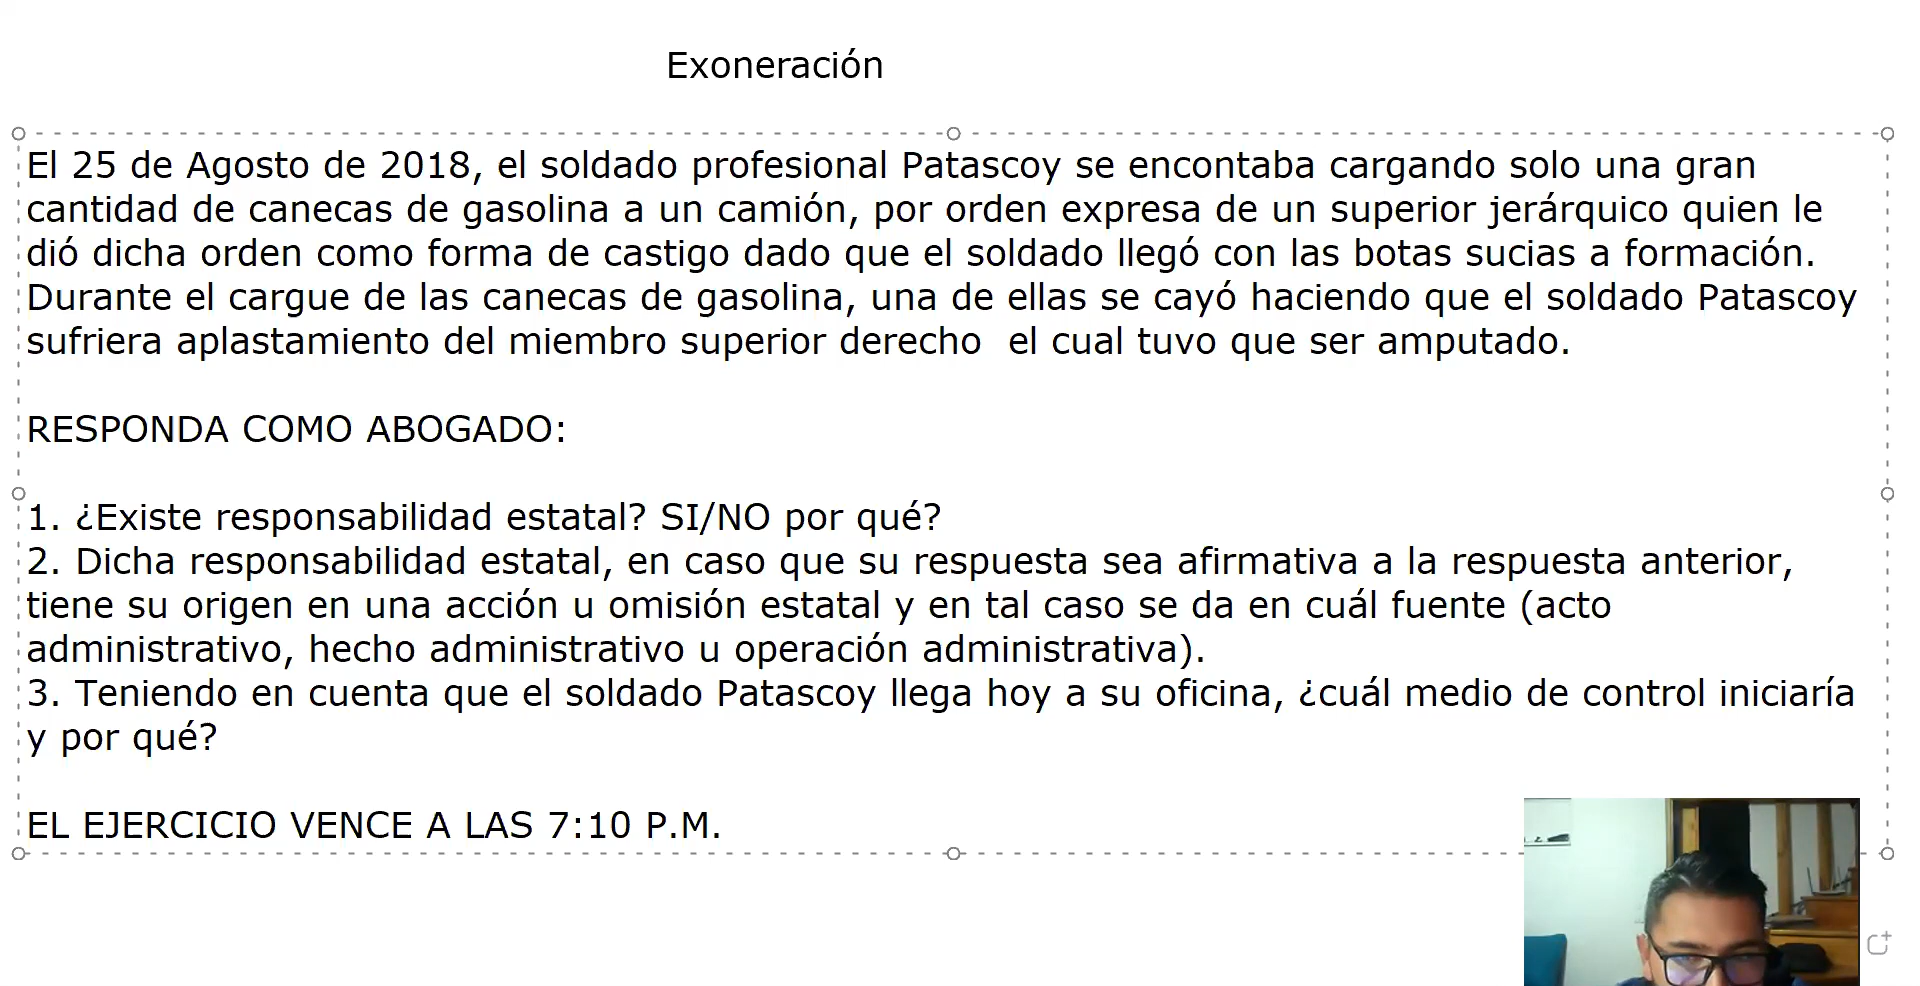 Exoneración
El 25 de Agosto de 2018, el soldado profesional Patascoy se encontaba cargando solo una gran
cantidad de canecas de gasolina a un camión, por orden expresa de un superior jerárquico quien le
dió dicha orden como forma de castigo dado que el soldado llegó con las botas sucias a formación.
Durante el cargue de las canecas de gasolina, una de ellas se cayó haciendo que el soldado Patascoy
sufriera aplastamiento del miembro superior derecho  el cual tuvo que ser amputado.
RESPONDA COMO ABOGADO:
1. ¿Existe responsabilidad estatal? SI/NO por qué?
2. Dicha responsabilidad estatal, en caso que su respuesta sea afirmativa a la respuesta anterior,
tiene su origen en una acción u omisión estatal y en tal caso se da en cuál fuente (acto
administrativo, hecho administrativo u operación administrativa).
3. Teniendo en cuenta que el soldado Patascoy llega hoy a su oficina, ¿cuál medio de control iniciaría
y por qué?
EL EJERCICIO VENCE A LAS 7:10 P.M.